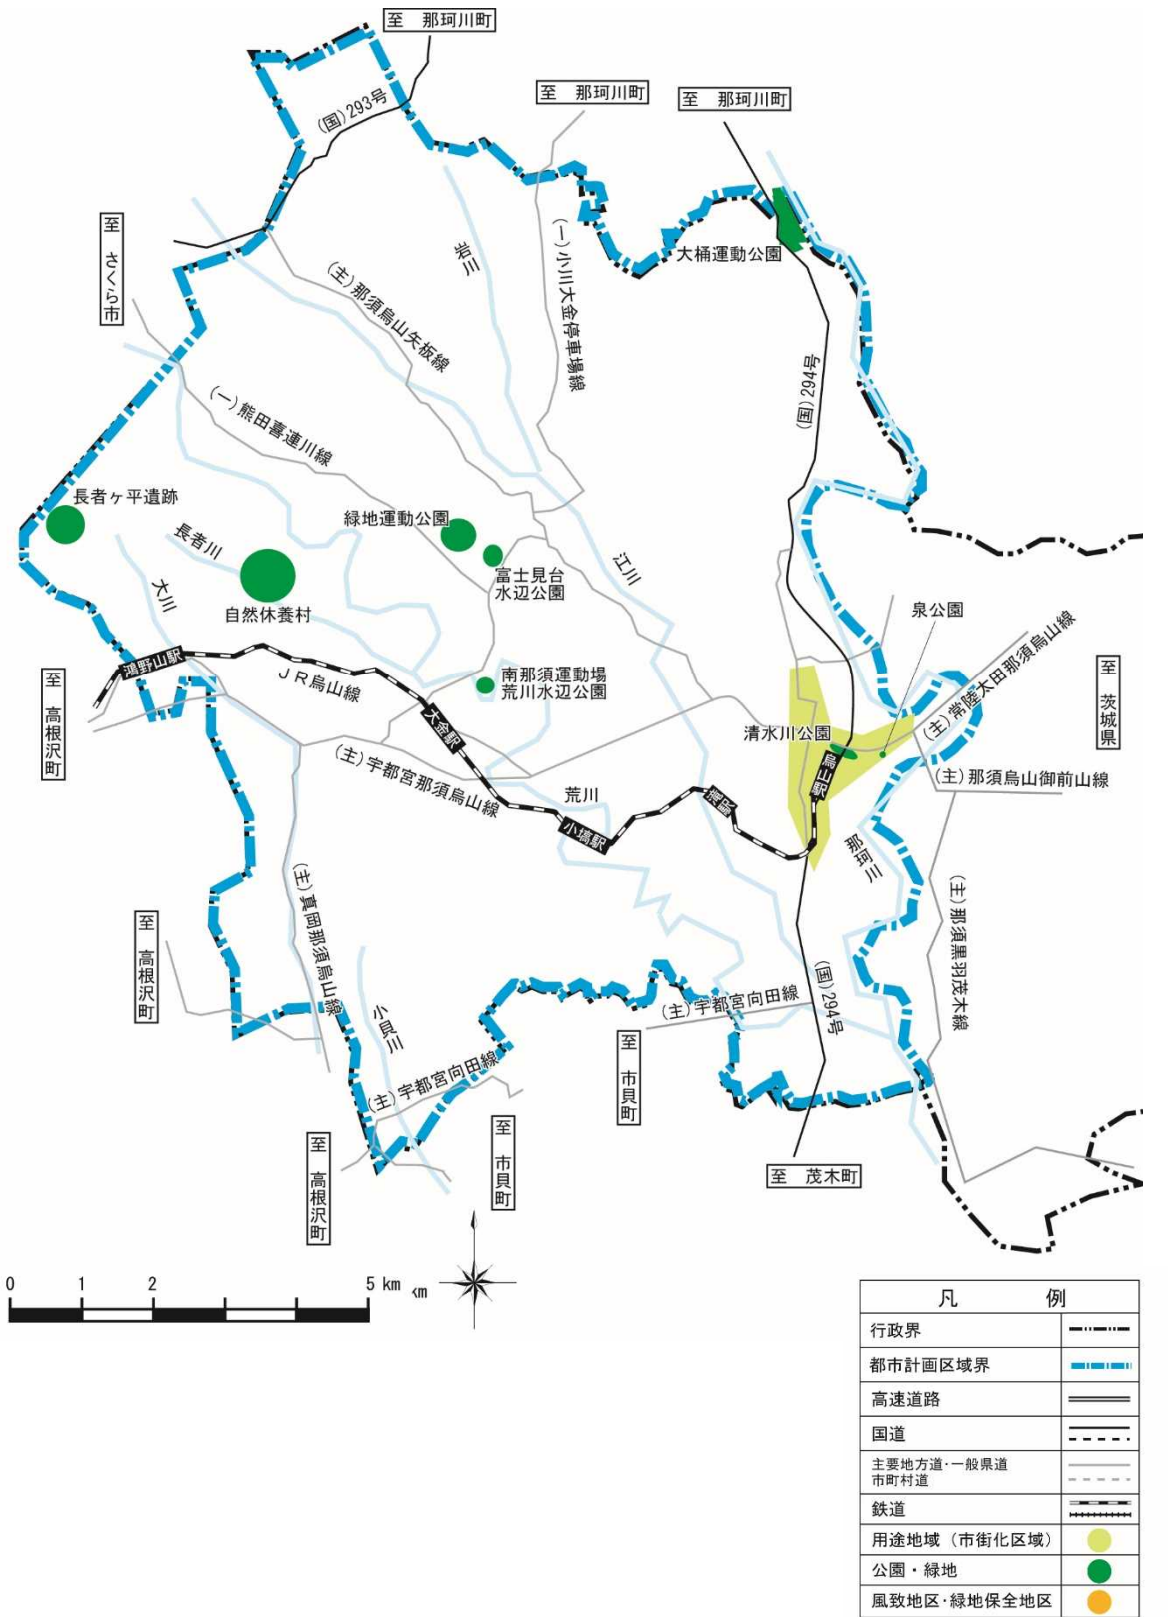 至　那珂川町
(国)293号
至　那珂川町
至　那珂川町
至　さくら市
岩川
(一)小川大金停車場線
大桶運動公園
(主)那須烏山矢板線
(国)294号
(一)熊田喜連川線
長者ヶ平遺跡
緑地運動公園
長者川
富士見台
水辺公園
江川
大川
自然休養村
泉公園
(主)常陸太田那須烏山線
鴻野山駅
ＪＲ烏山線
南那須運動場
荒川水辺公園
至　高根沢町
至　茨城県
大金駅
清水川公園
烏山駅
(主)宇都宮那須烏山線
荒川
(主)那須烏山御前山線
小塙駅
那珂川
(主)真岡那須烏山線
(主)那須黒羽茂木線
至　高根沢町
小貝川
(主)宇都宮向田線
(国)294号
至　市貝町
(主)宇都宮向田線
至　高根沢町
至　市貝町
至　茂木町
0 1 2 5 km
km
凡　例
行政界
都市計画区域界
高速道路
国道
主要地方道・一般県道
市町村道
鉄道
用途地域（市街化区域）
公園・緑地
風致地区・緑地保全地区